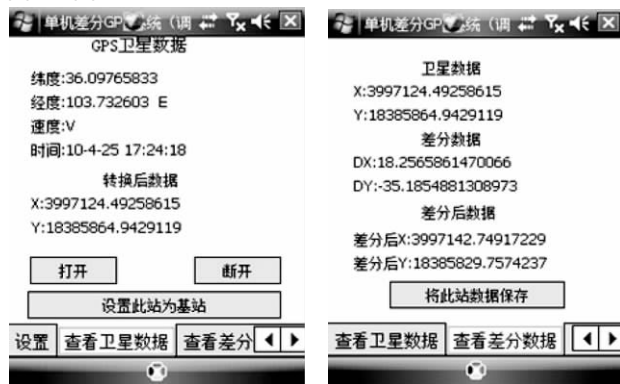 单机差分GP 系统（调
GPS卫星数据
纬度:36.09765833
经度:103.732603 E
速度:V
时间:10-4-25 17:24:18
转换后数据
X:3997124.49258615
Y:18385864.9429119
打开
断开
设置此站为基站
设置
查看卫星数据
查看差分
单机差分GP 系统（调
卫星数据
X:3997124.49258615
Y:18385864.9429119
差分数据
DX:18.2565861470066
DY:-35.1854881308973
差分后数据
差分后X:3997142.74917229
差分后Y:18385829.7574237
将此站数据保存
查看卫星数据
查看差分数据